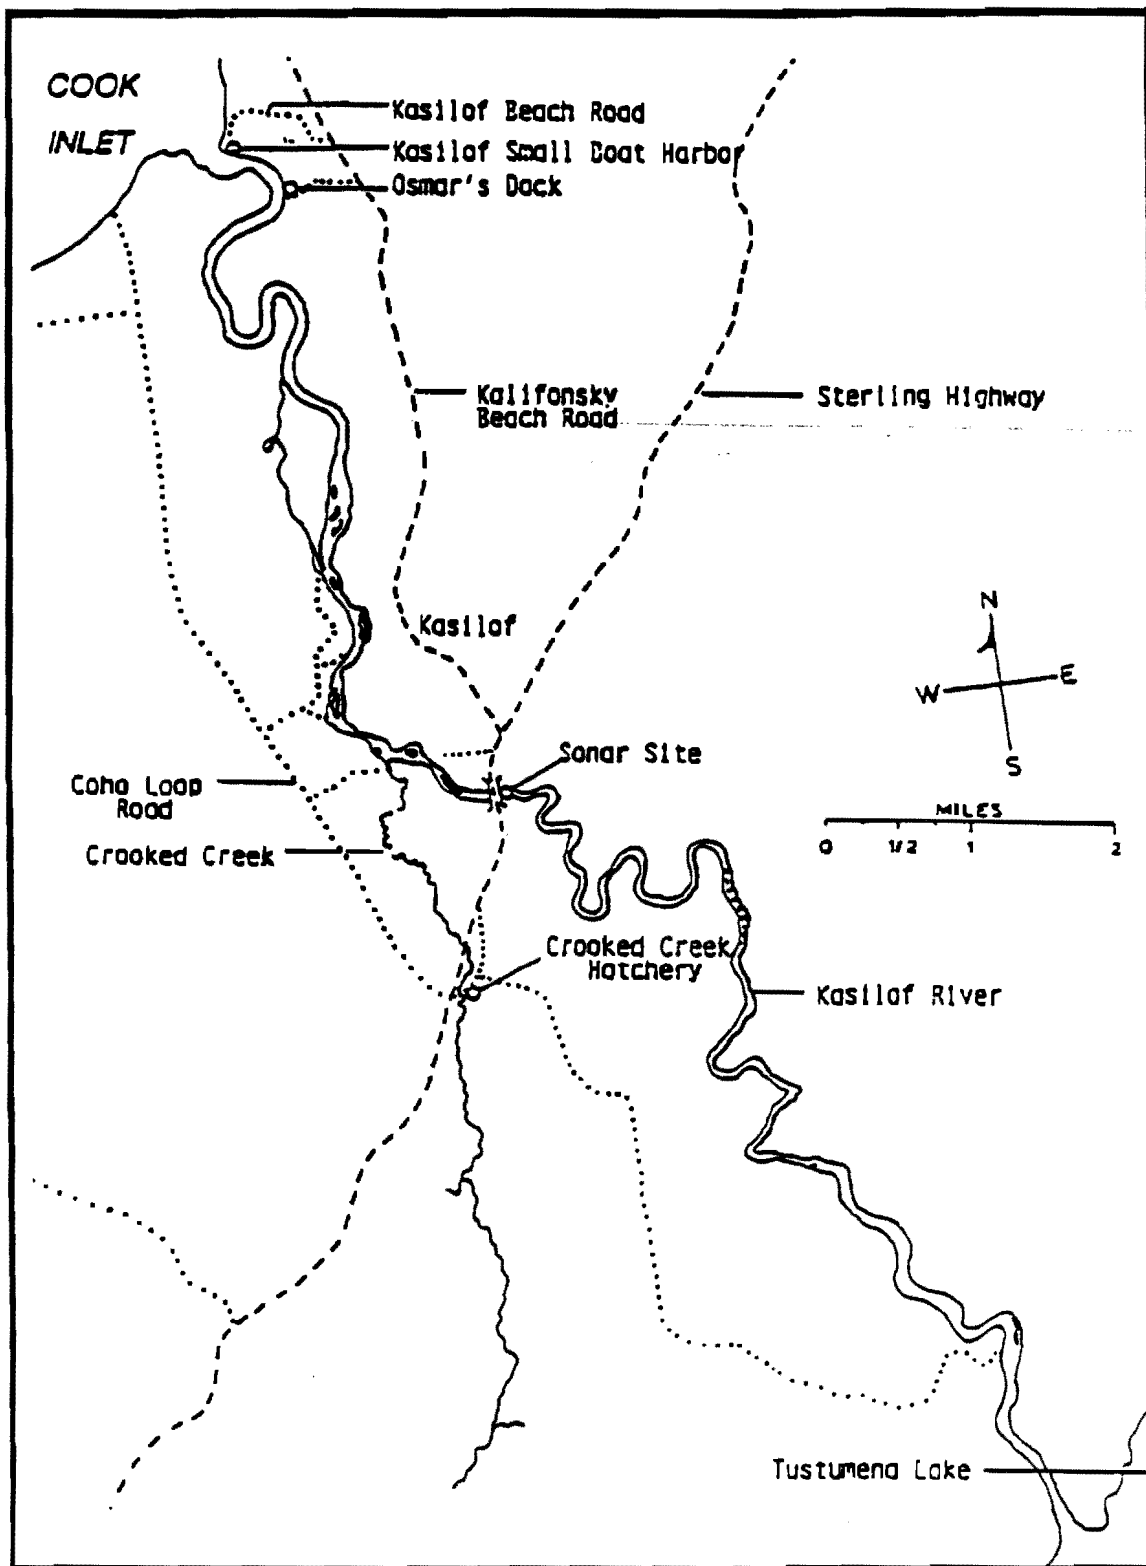 COOK
INLET
Kasilof Beach Road
Kasilof Small Boat Harbor
Osmar's Dock
Kalifonsky
Beach Road
Sterling Highway
Kasilof
N
W
E
S
Sonar Site
Coho Loop
Road
MILES
0 1/2 1 2
Crooked Creek
Crooked Creek
Hatchery
Kasilof River
Tustumena Lake